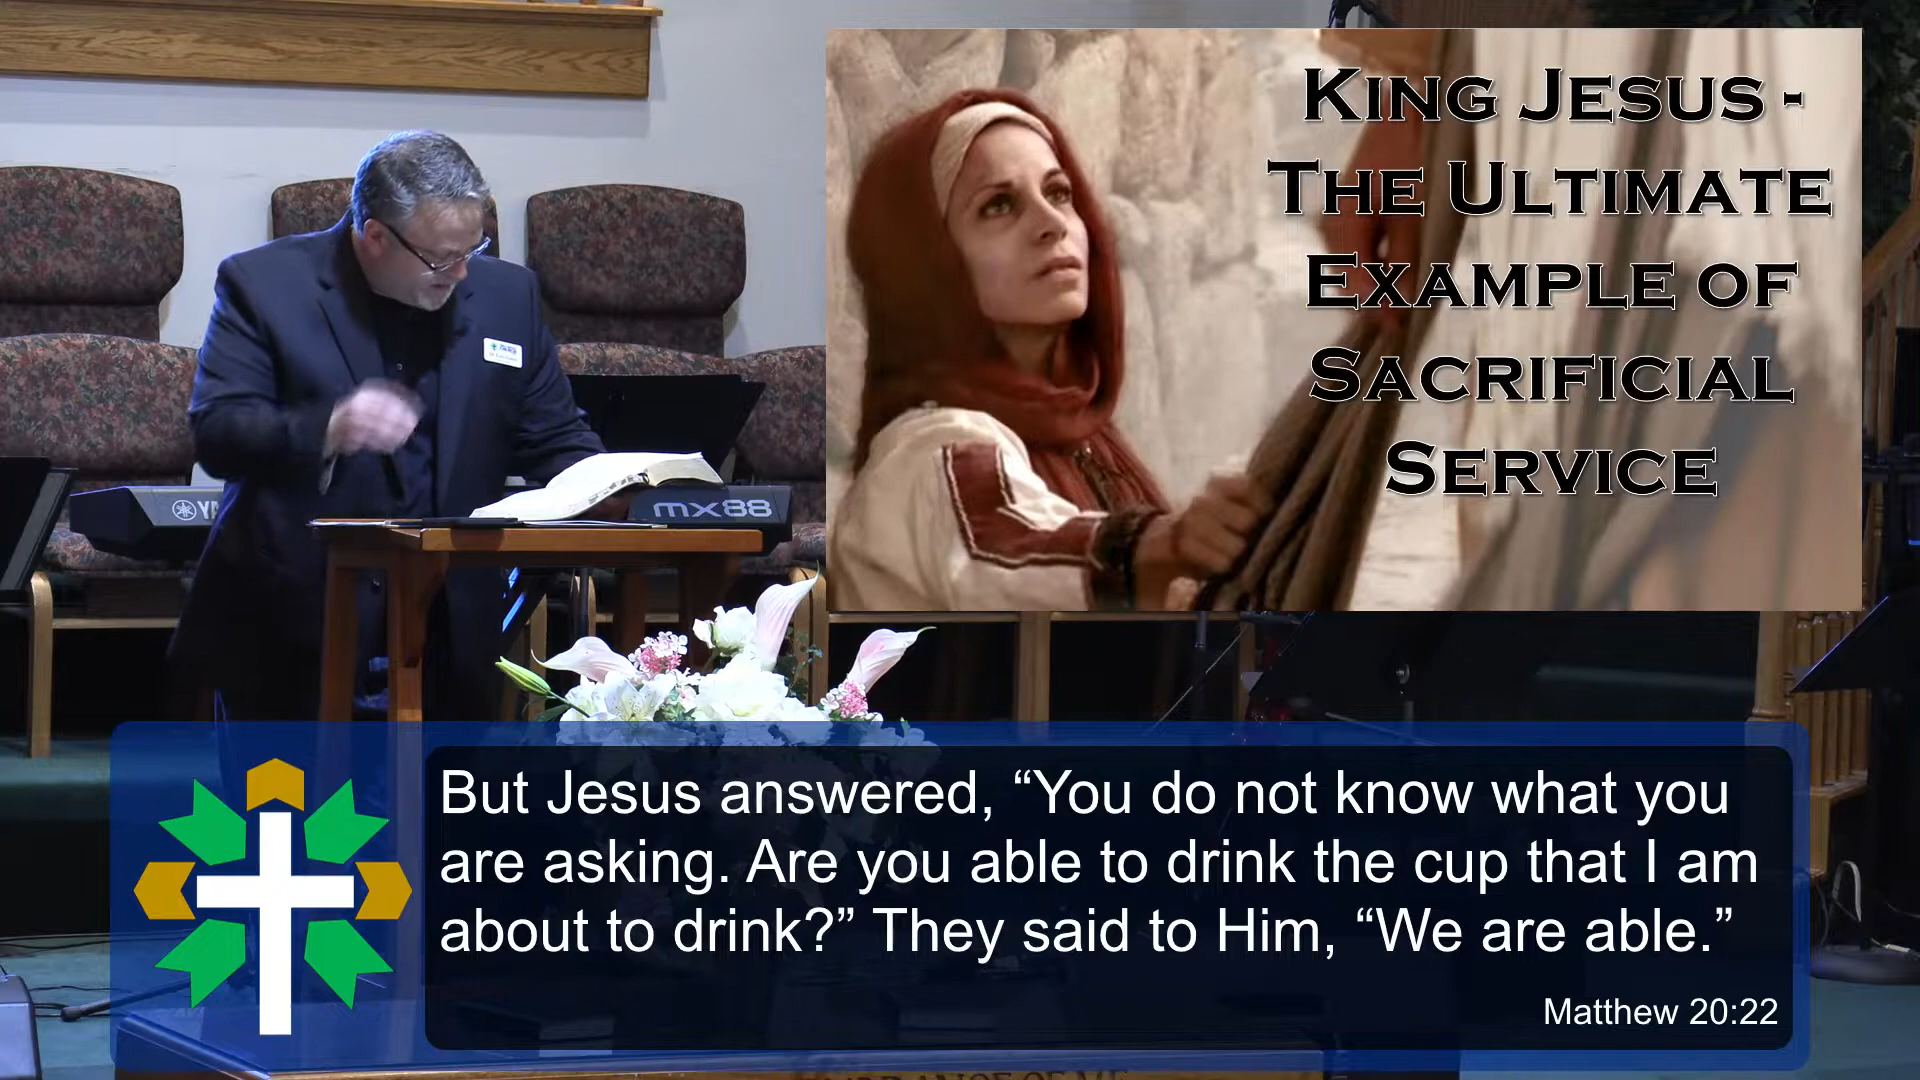 KING JESUS -
THE ULTIMATE
EXAMPLE OF
SACRIFICIAL
SERVICE
YA
MX88
But Jesus answered, “You do not know what you
are asking. Are you able to drink the cup that I am
about to drink?” They said to Him, “We are able.”
Matthew 20:22